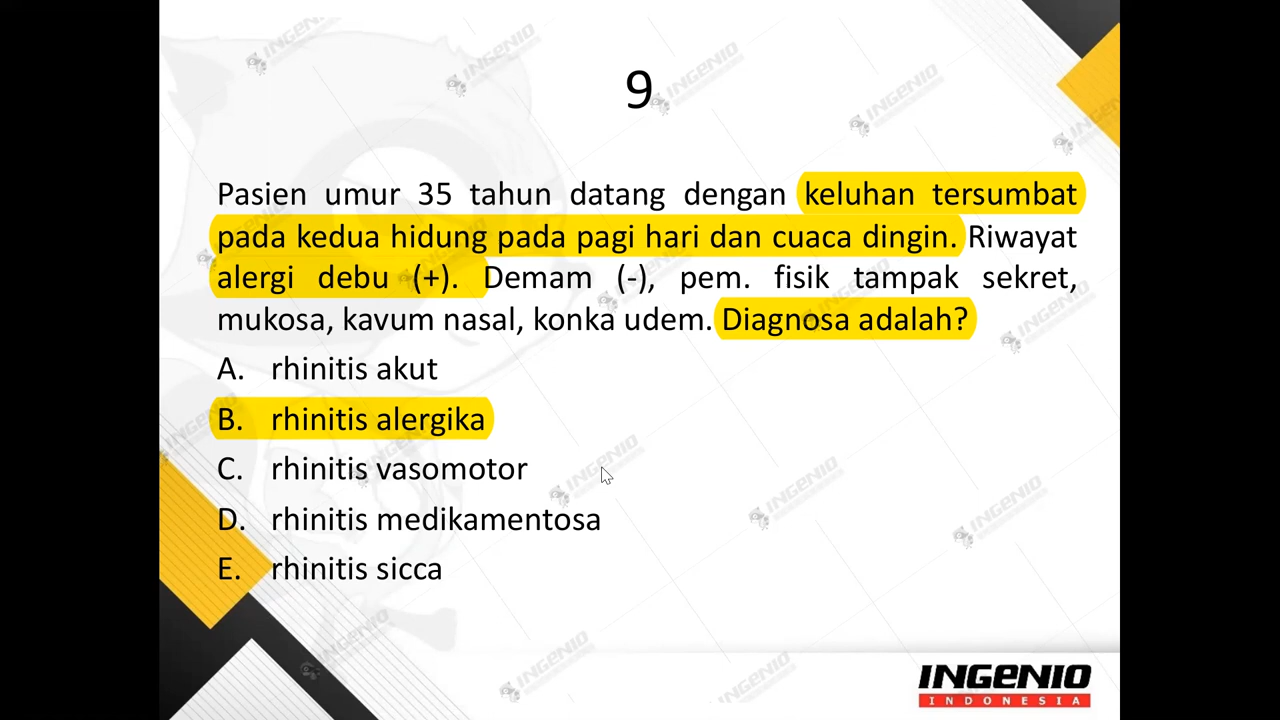 9
Pasien umur 35 tahun datang dengan keluhan tersumbat
pada kedua hidung pada pagi hari dan cuaca dingin. Riwayat
alergi debu (+). Demam (-), pem. fisik tampak sekret,
mukosa, kavum nasal, konka udem. Diagnosa adalah?
A. rhinitis akut
B. rhinitis alergika
C. rhinitis vasomotor
D. rhinitis medikamentosa
E. rhinitis sicca
INGENIO
INDONESIA